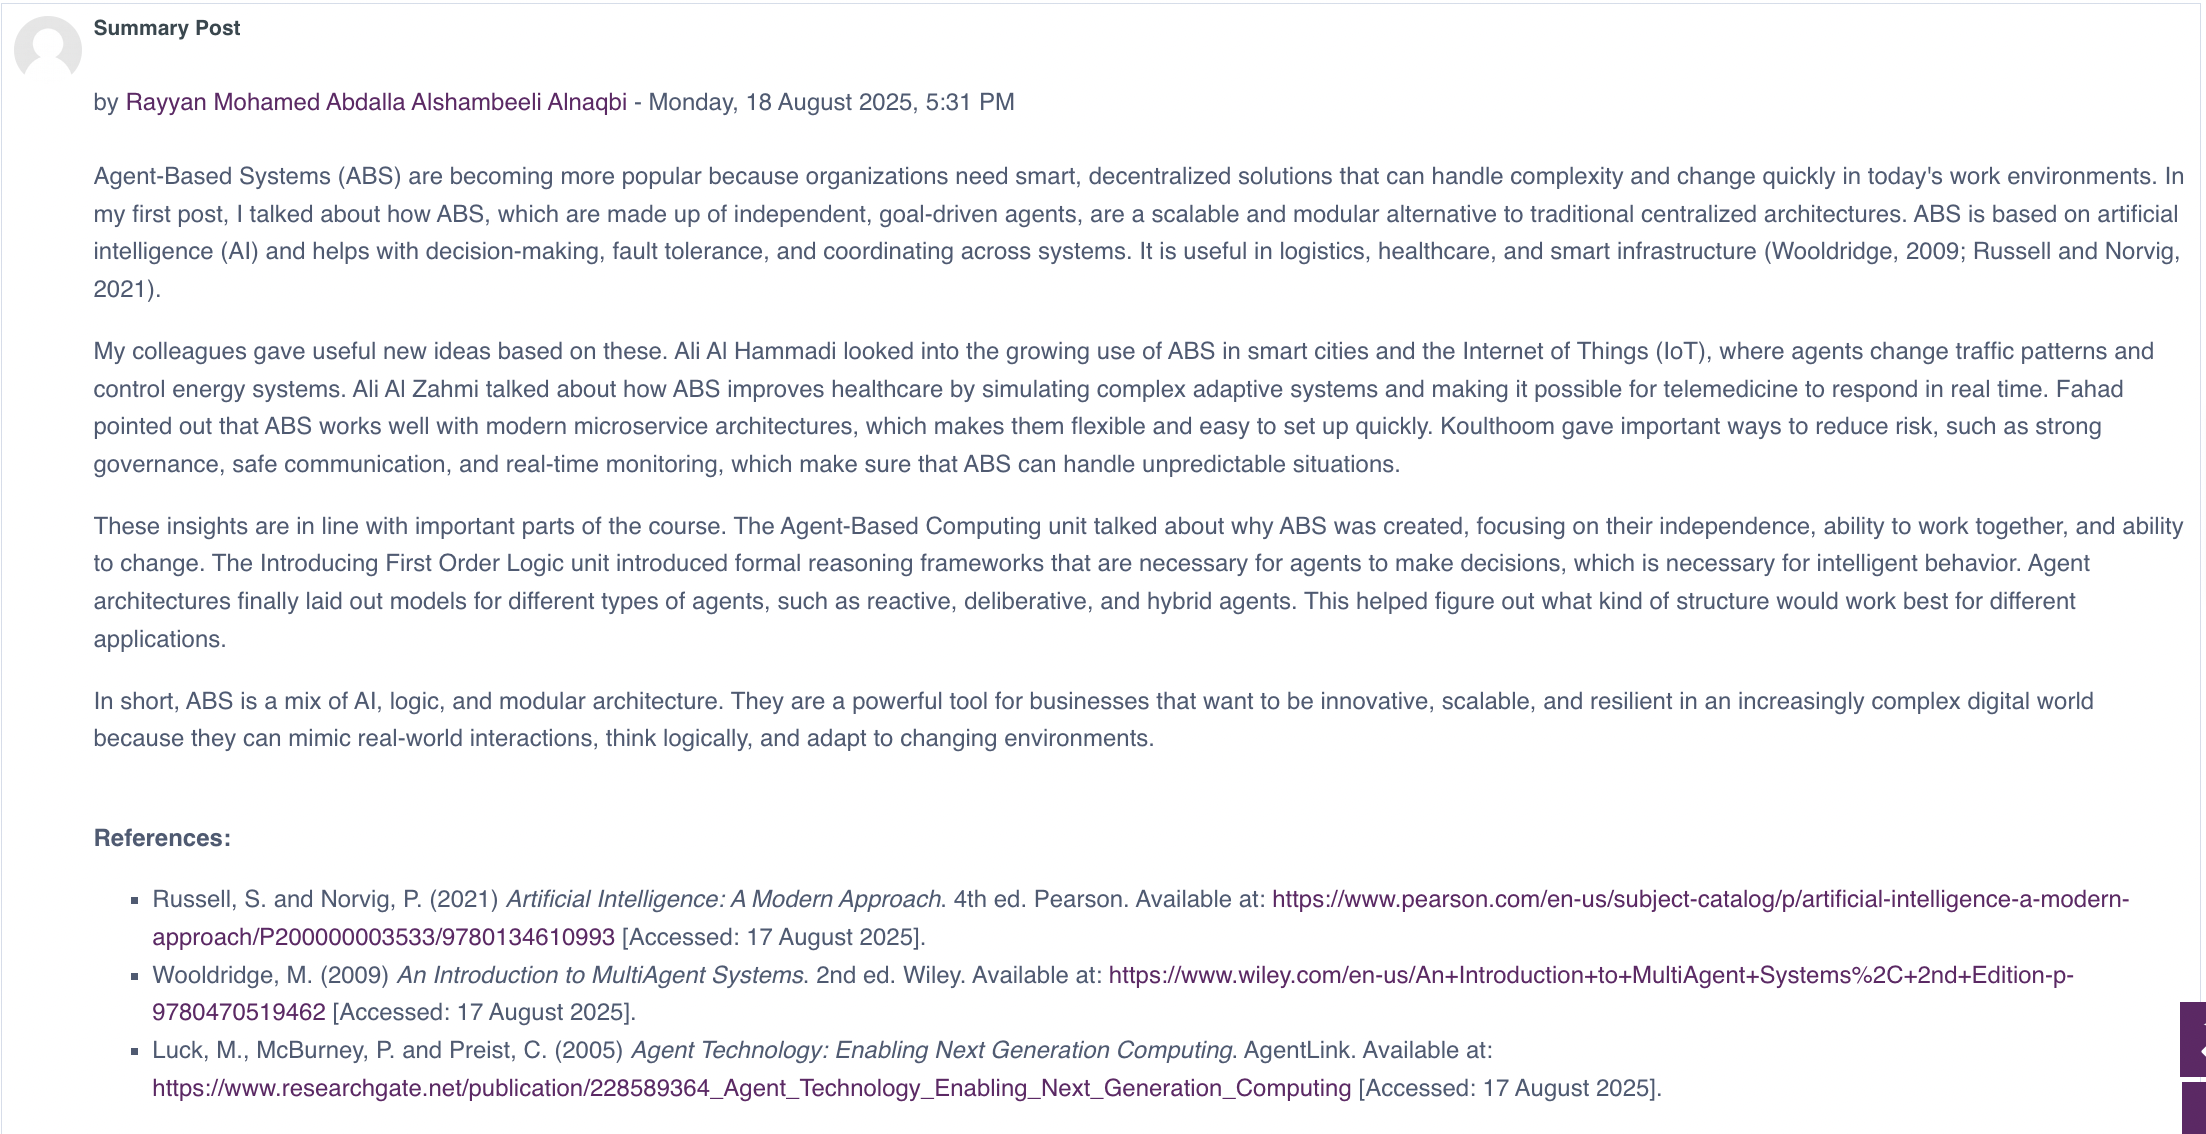 Summary Post
by Rayyan Mohamed Abdalla Alshambeeli Alnaqbi - Monday, 18 August 2025, 5:31 PM
Agent-Based Systems (ABS) are becoming more popular because organizations need smart, decentralized solutions that can handle complexity and change quickly in today's work environments. In
my first post, I talked about how ABS, which are made up of independent, goal-driven agents, are a scalable and modular alternative to traditional centralized architectures. ABS is based on artificial
intelligence (AI) and helps with decision-making, fault tolerance, and coordinating across systems. It is useful in logistics, healthcare, and smart infrastructure (Wooldridge, 2009; Russell and Norvig,
2021).
My colleagues gave useful new ideas based on these. Ali Al Hammadi looked into the growing use of ABS in smart cities and the Internet of Things (IoT), where agents change traffic patterns and
control energy systems. Ali Al Zahmi talked about how ABS improves healthcare by simulating complex adaptive systems and making it possible for telemedicine to respond in real time. Fahad
pointed out that ABS works well with modern microservice architectures, which makes them flexible and easy to set up quickly. Koulthoom gave important ways to reduce risk, such as strong
governance, safe communication, and real-time monitoring, which make sure that ABS can handle unpredictable situations.
These insights are in line with important parts of the course. The Agent-Based Computing unit talked about why ABS was created, focusing on their independence, ability to work together, and ability
to change. The Introducing First Order Logic unit introduced formal reasoning frameworks that are necessary for agents to make decisions, which is necessary for intelligent behavior. Agent
architectures finally laid out models for different types of agents, such as reactive, deliberative, and hybrid agents. This helped figure out what kind of structure would work best for different
applications.
In short, ABS is a mix of AI, logic, and modular architecture. They are a powerful tool for businesses that want to be innovative, scalable, and resilient in an increasingly complex digital world
because they can mimic real-world interactions, think logically, and adapt to changing environments.
References:
▪ Russell, S. and Norvig, P. (2021) Artificial Intelligence: A Modern Approach. 4th ed. Pearson. Available at: https://www.pearson.com/en-us/subject-catalog/p/artificial-intelligence-a-modern-
approach/P200000003533/9780134610993 [Accessed: 17 August 2025].
▪ Wooldridge, M. (2009) An Introduction to MultiAgent Systems. 2nd ed. Wiley. Available at: https://www.wiley.com/en-us/An+Introduction+to+MultiAgent+Systems%2C+2nd+Edition-p-
9780470519462 [Accessed: 17 August 2025].
▪ Luck, M., McBurney, P. and Preist, C. (2005) Agent Technology: Enabling Next Generation Computing. AgentLink. Available at:
https://www.researchgate.net/publication/228589364_Agent_Technology_Enabling_Next_Generation_Computing [Accessed: 17 August 2025].